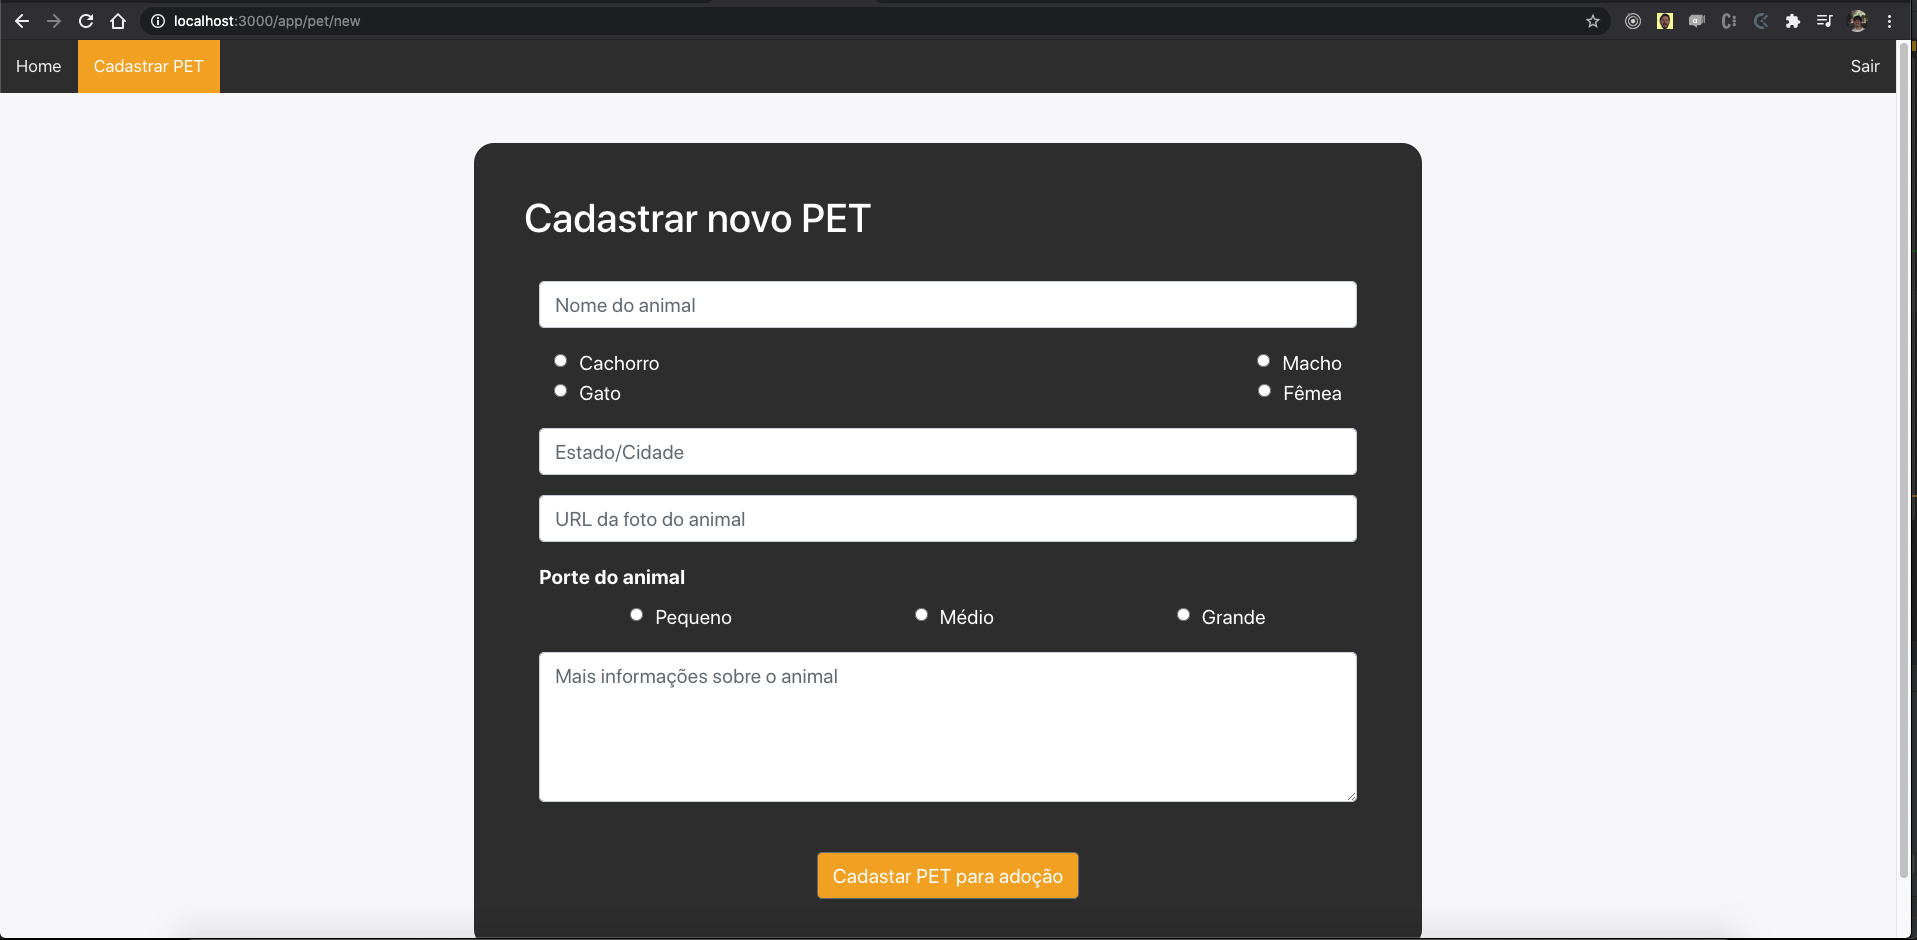 localhost:3000/app/pet/new
Home Cadastrar PET Sair
Cadastrar novo PET
Nome do animal
Cachorro Macho
Gato Fêmea
Estado/Cidade
URL da foto do animal
Porte do animal
Pequeno Médio Grande
Mais informações sobre o animal
Cadastar PET para adoção